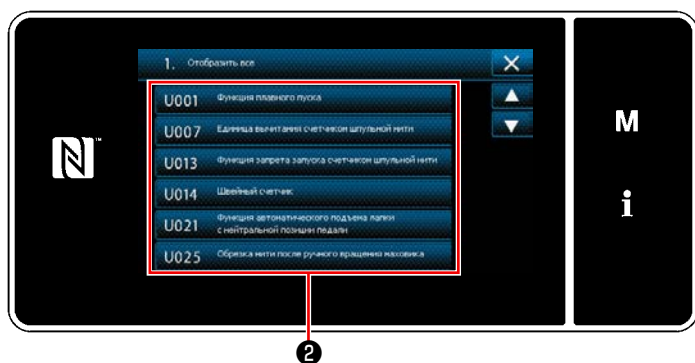 1. Отобразить все
U001 Функция плавного пуска
U007 Единица вычитания счетчиком шпульной нити
U013 Функция запрета запуска счетчиком шпульной нити
U014 Швейный счетчик
U021 Функция автоматического подъема лапки
с нейтральной позиции педали
U025 Обрезка нити после ручного вращения маховика
M
i
N
❷